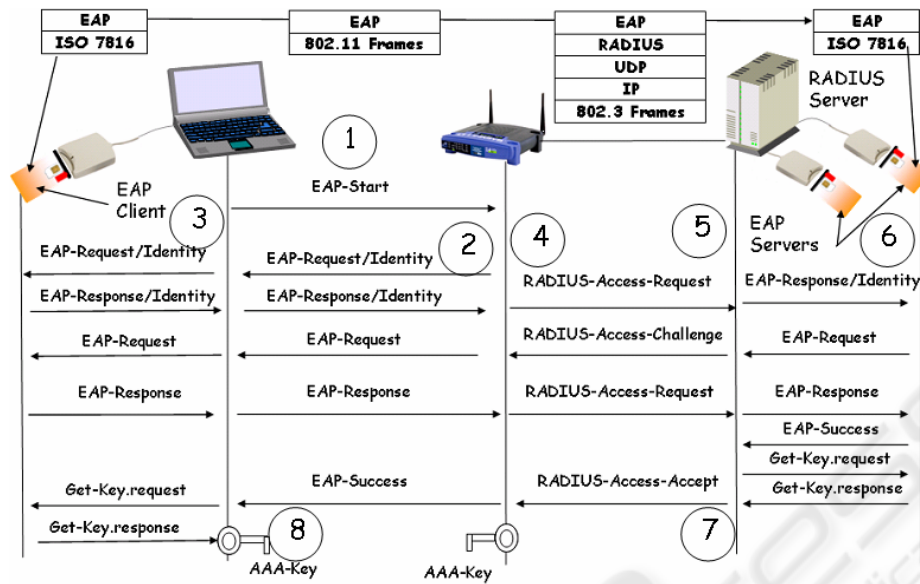 EAP
ISO 7816
EAP
802.11 Frames
EAP
RADIUS
UDP
IP
802.3 Frames
EAP
ISO 7816
RADIUS
Server
EAP
Client
EAP
Servers
1
EAP-Start
3
2
4
5
6
EAP-Request/Identity
EAP-Request/Identity
EAP-Response/Identity
EAP-Response/Identity
RADIUS-Access-Request
EAP-Response/Identity
EAP-Request
EAP-Request
RADIUS-Access-Challenge
EAP-Request
EAP-Response
EAP-Response
RADIUS-Access-Request
EAP-Response
EAP-Success
Get-Key.request
Get-Key.request
EAP-Success
RADIUS-Access-Accept
Get-Key.response
Get-Key.response
8
7
AAA-Key
AAA-Key